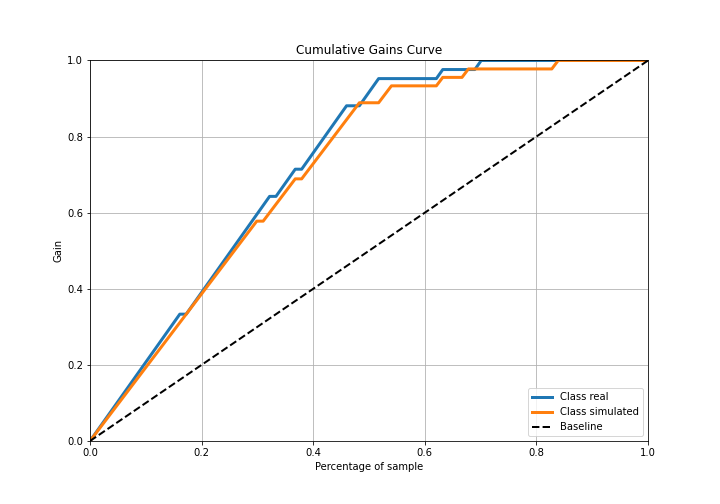 Cumulative Gains Curve
1.0
0.8
0.6
0.4
0.2
0.0
Gain
0.0 0.2 0.4 0.6 0.8 1.0
Percentage of sample
Class real
Class simulated
Baseline